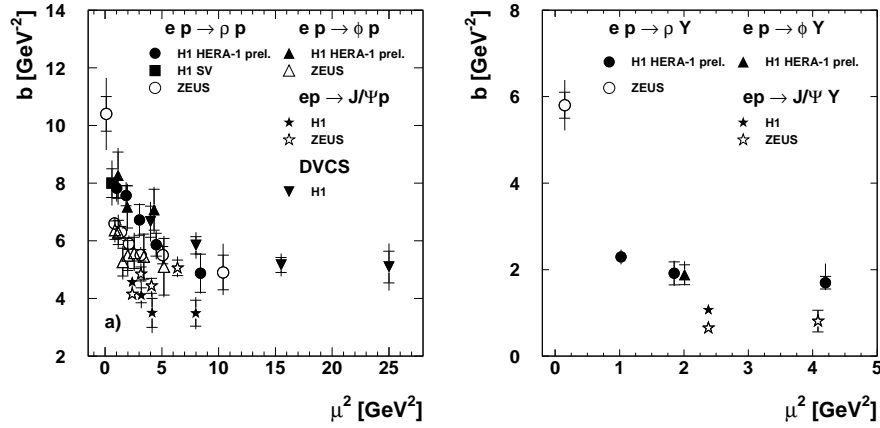 e p → ρ p
e p → ϕ p
H1 HERA-1 prel.
H1 HERA-1 prel.
H1 SV
ZEUS
ZEUS
ep → J/Ψ p
H1
ZEUS
DVCS
H1
a)
b [GeV⁻²]
14
12
10
8
6
4
2
0
5
10
15
20
25
μ² [GeV²]
e p → ρ Y
e p → ϕ Y
H1 HERA-1 prel.
H1 HERA-1 prel.
ZEUS
ep → J/Ψ Y
H1
ZEUS
b [GeV⁻²]
8
6
4
2
0
0
1
2
3
4
5
μ² [GeV²]